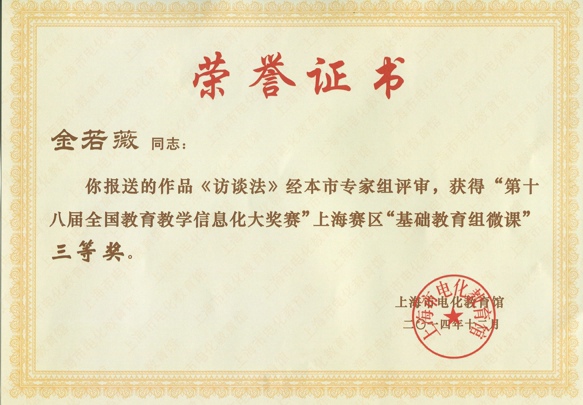 荣誉证书
金若薇 同志：
你报送的作品《访谈法》经本市专家组评审，获得“第十
八届全国教育教学信息化大奖赛”上海赛区“基础教育组微课”
三等奖。
上海市电化教育馆
二〇一四年十二月
上海市电化教育馆